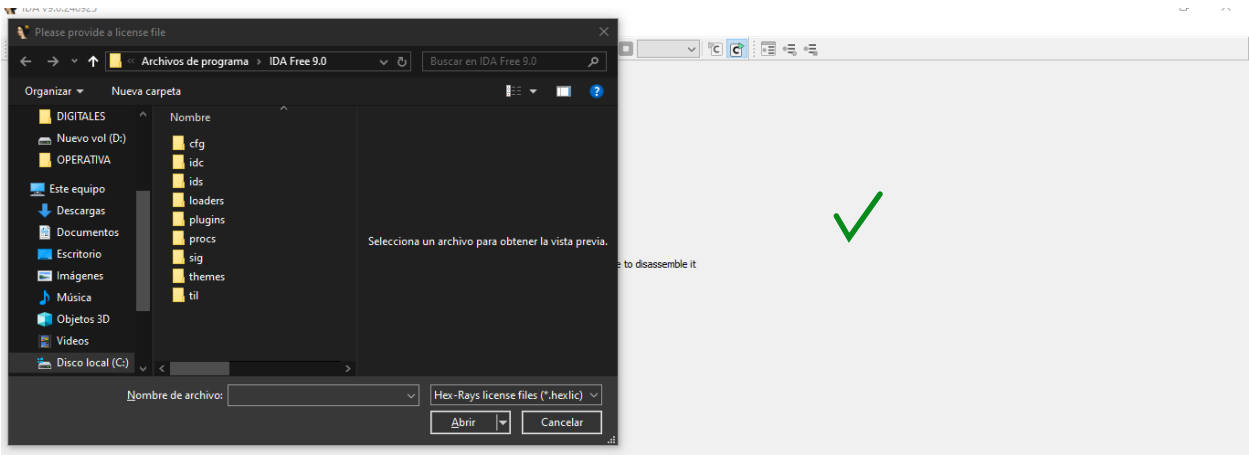 IDA v9.0.240925
Please provide a license file
Archivos de programa › IDA Free 9.0
Buscar en IDA Free 9.0
Organizar
Nueva carpeta
DIGITALES
Nuevo vol (D:)
OPERATIVA
Este equipo
Descargas
Documentos
Escritorio
Imágenes
Música
Objetos 3D
Videos
Disco local (C:)
Nombre
cfg
idc
ids
loaders
plugins
procs
sig
themes
til
Selecciona un archivo para obtener la vista previa.
e to disassemble it
Nombre de archivo:
Hex-Rays license files (*.hexlic)
Abrir
Cancelar